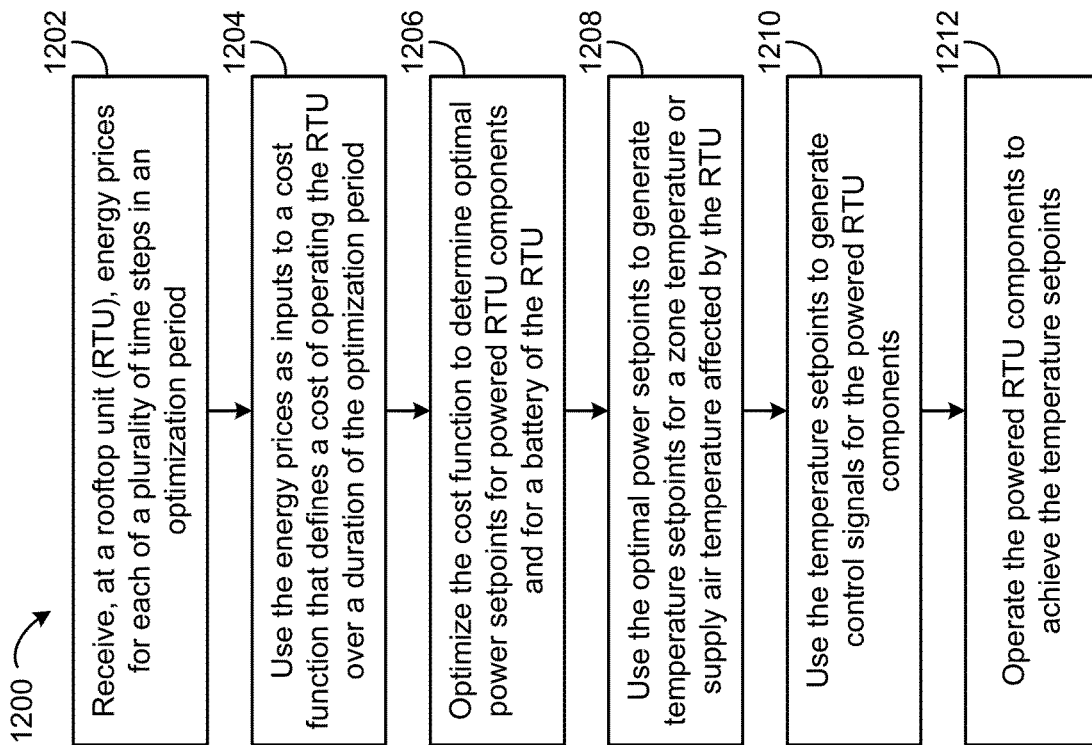 1200
1202
Receive, at a rooftop unit (RTU), energy prices
for each of a plurality of time steps in an
optimization period
1204
Use the energy prices as inputs to a cost
function that defines a cost of operating the RTU
over a duration of the optimization period
1206
Optimize the cost function to determine optimal
power setpoints for powered RTU components
and for a battery of the RTU
1208
Use the optimal power setpoints to generate
temperature setpoints for a zone temperature or
supply air temperature affected by the RTU
1210
Use the temperature setpoints to generate
control signals for the powered RTU
components
1212
Operate the powered RTU components to
achieve the temperature setpoints